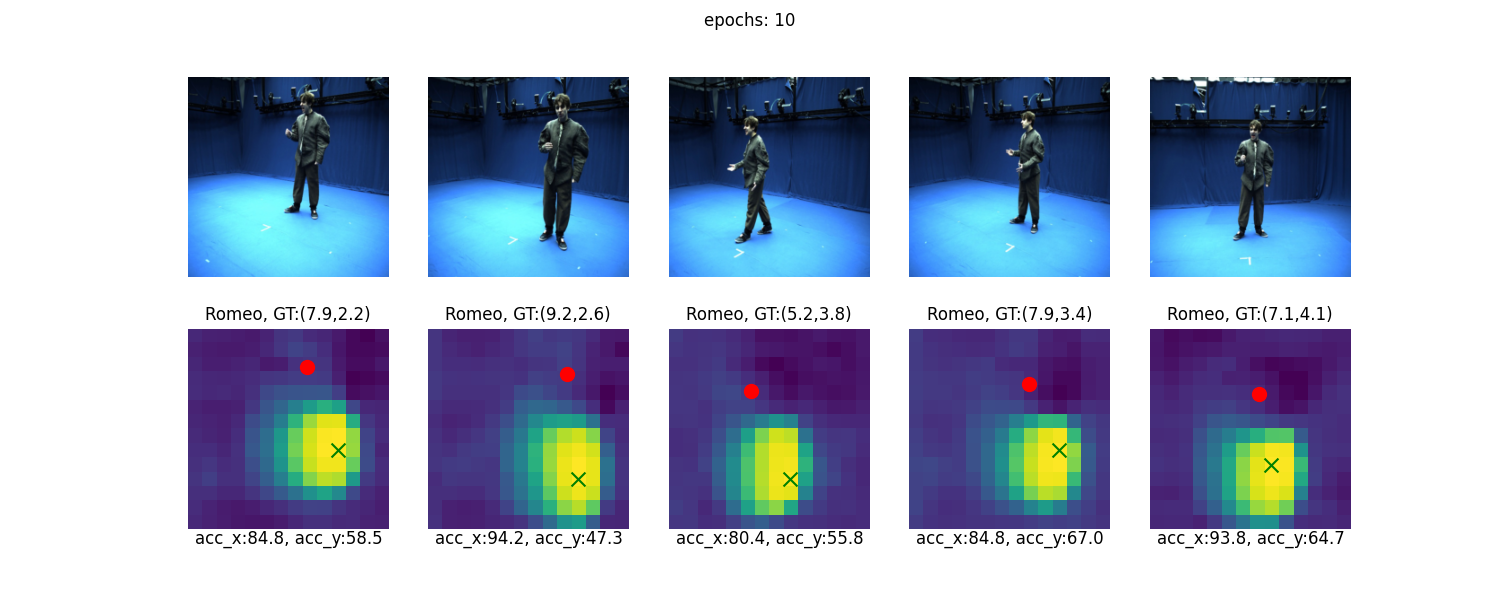 epochs: 10
Romeo, GT:(7.9,2.2)
Romeo, GT:(9.2,2.6)
Romeo, GT:(5.2,3.8)
Romeo, GT:(7.9,3.4)
Romeo, GT:(7.1,4.1)
acc_x:84.8, acc_y:58.5
acc_x:94.2, acc_y:47.3
acc_x:80.4, acc_y:55.8
acc_x:84.8, acc_y:67.0
acc_x:93.8, acc_y:64.7